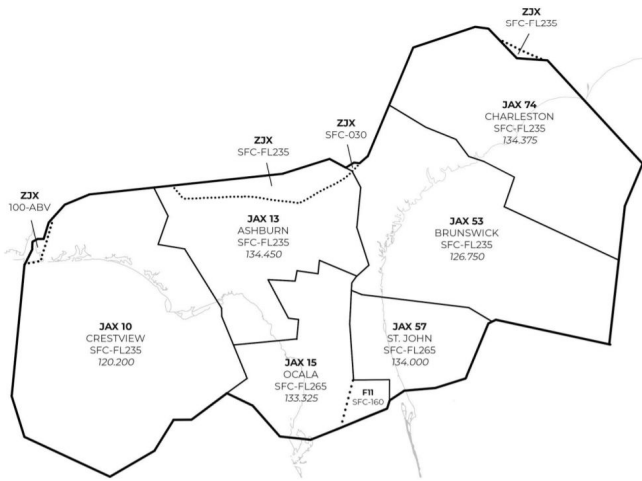 ZJX
SFC-FL235
JAX 74
CHARLESTON
SFC-FL235
134.375
ZJX
SFC-030
ZJX
SFC-FL235
ZJX
100-ABV
JAX 13
ASHBURN
SFC-FL235
134.450
JAX 53
BRUNSWICK
SFC-FL235
126.750
JAX 10
CRESTVIEW
SFC-FL235
120.200
JAX 57
ST. JOHN
SFC-FL265
134.000
JAX 15
OCALA
SFC-FL265
133.325
F11
SFC-160